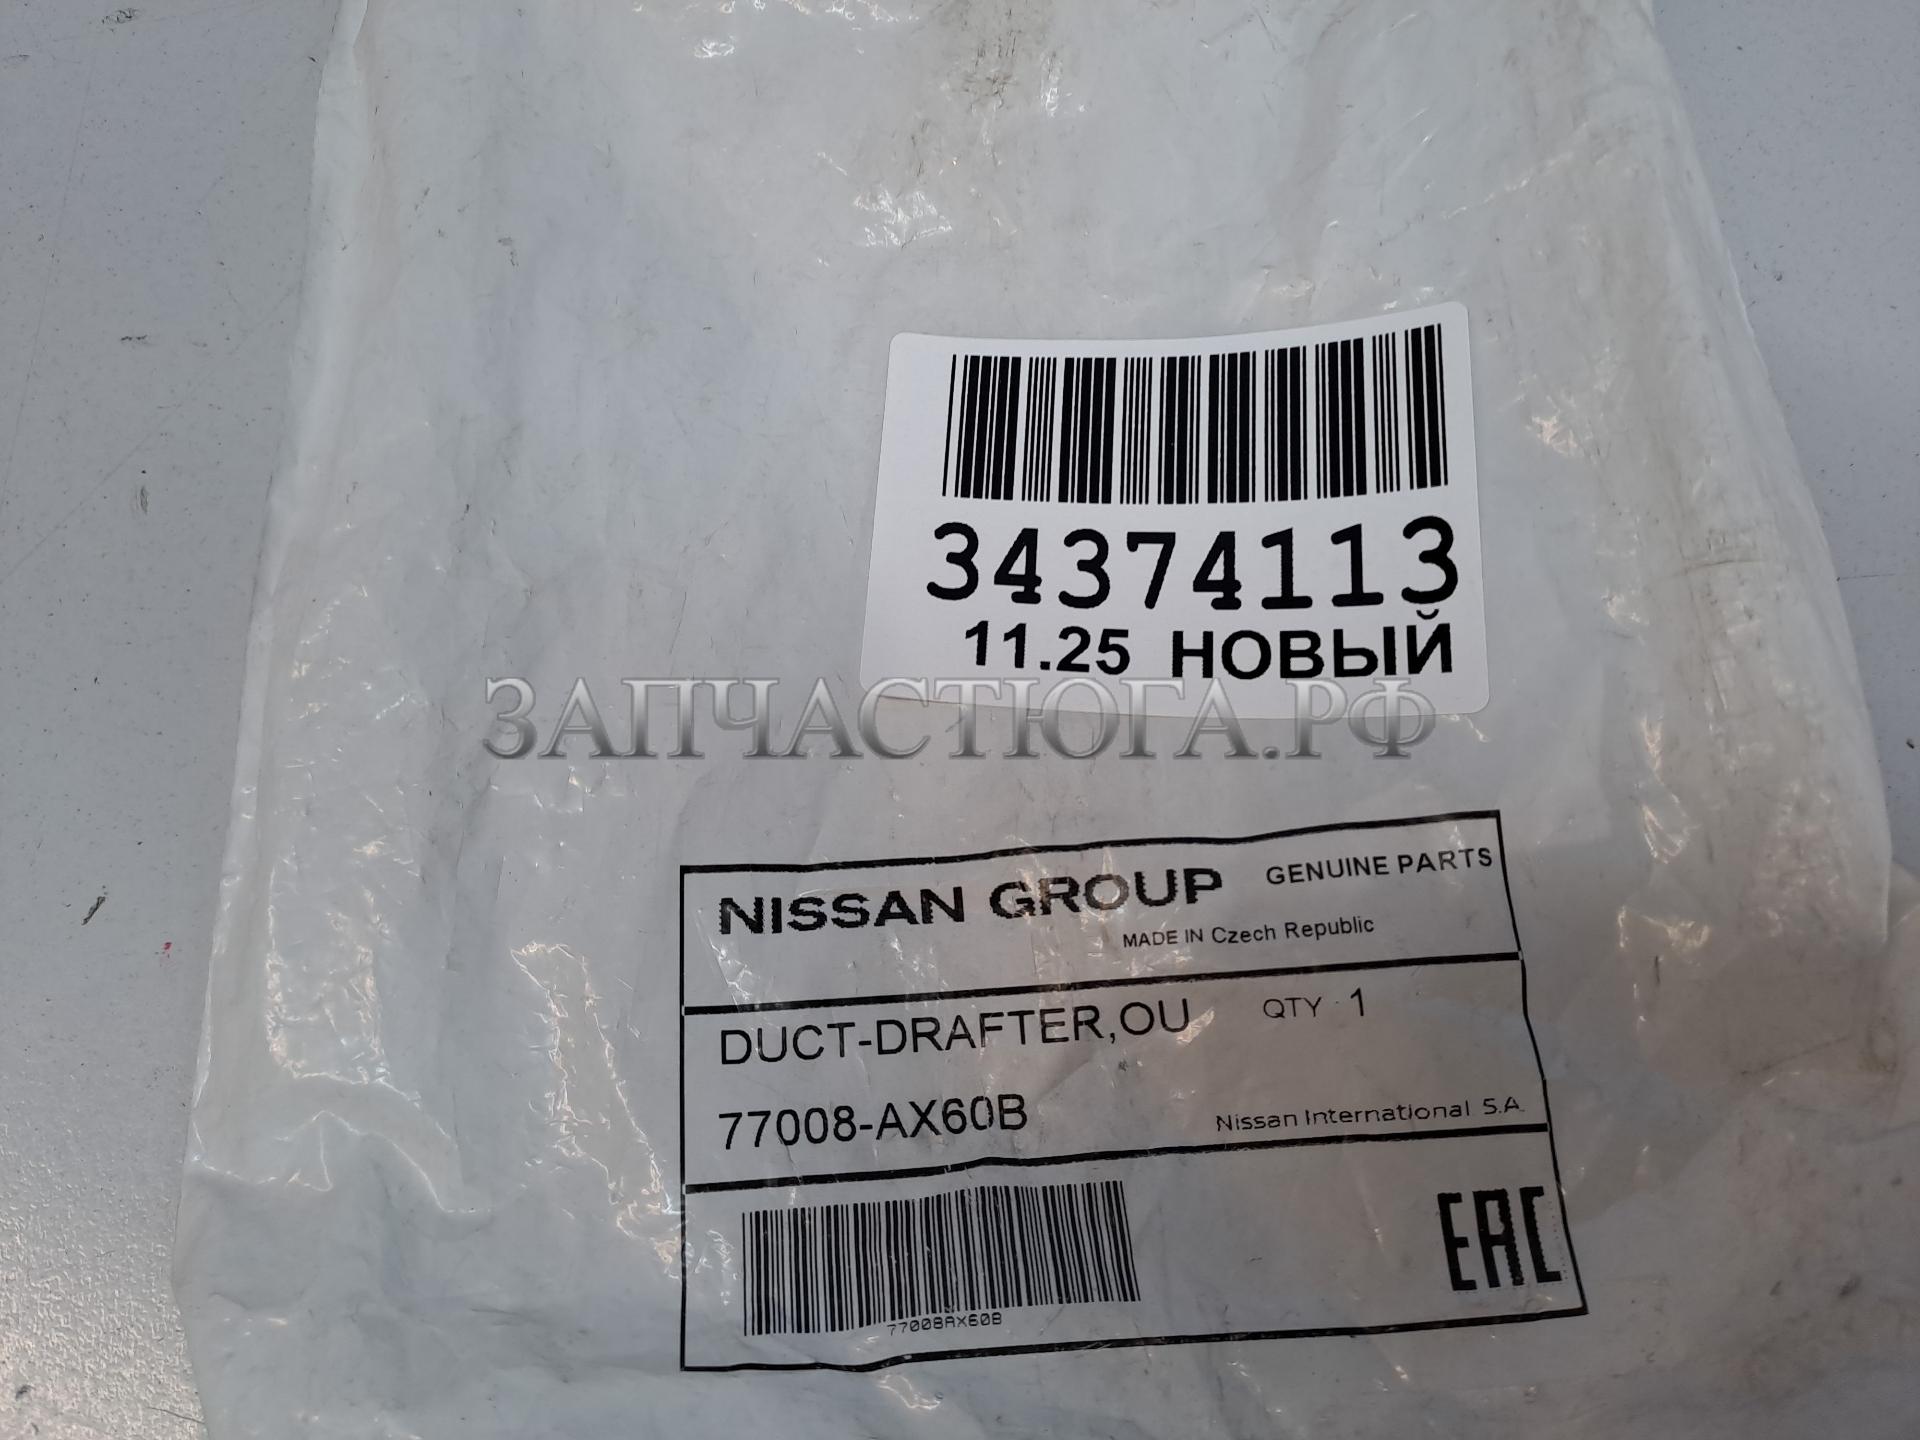 34374113
11.25 НОВЫЙ
ЗАПЧАСТЮГА.РФ
NISSAN GROUP GENUINE PARTS
MADE IN Czech Republic
DUCT-DRAFTER,OU QTY 1
77008-AX60B Nissan International S.A.
EAC
77008AX60B